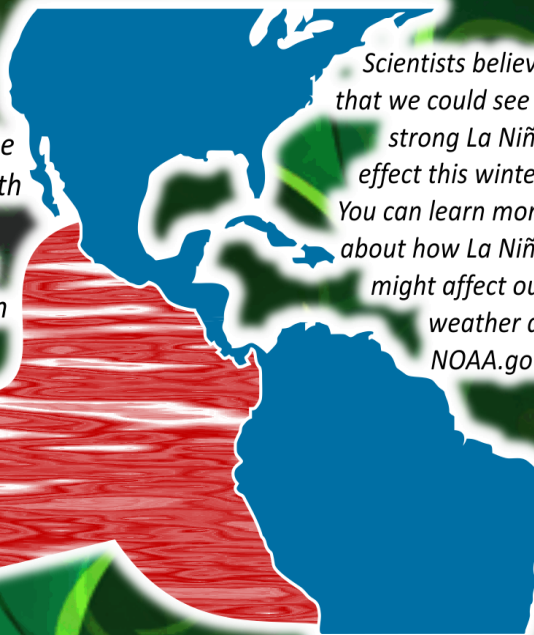 e
th
n
Scientists believ
that we could see
strong La Niñ
effect this winte
You can learn mor
about how La Niñ
might affect ou
weather a
NOAA.go